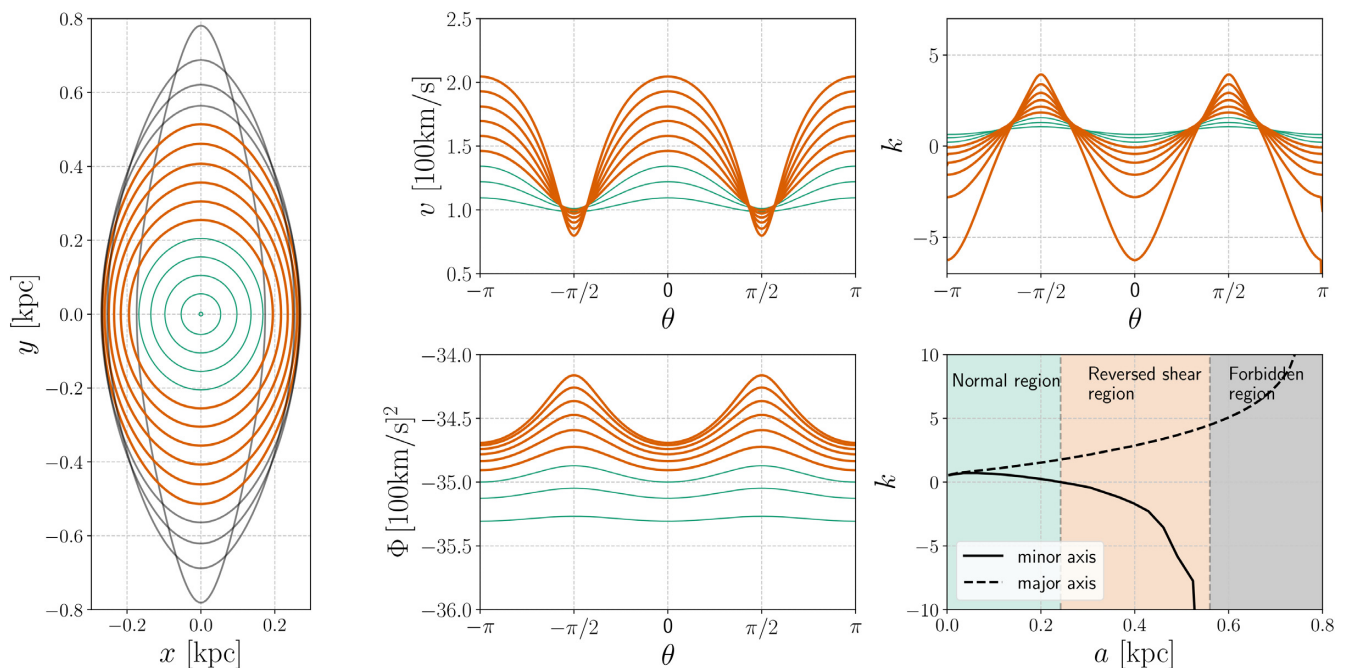 0.8
0.6
0.4
0.2
0.0
−0.2
−0.4
−0.6
−0.8
y [kpc]
−0.2 0.0 0.2
x [kpc]
2.5
2.0
1.5
1.0
0.5
v [100km/s]
−π −π/2 0 π/2 π
θ
5
0
−5
k
−π −π/2 0 π/2 π
θ
−34.0
−34.5
−35.0
−35.5
−36.0
Φ [100km/s]²
−π −π/2 0 π/2 π
θ
10
5
0
−5
−10
k
Normal region
Reversed shear
region
Forbidden
region
minor axis
major axis
0.0 0.2 0.4 0.6 0.8
a [kpc]